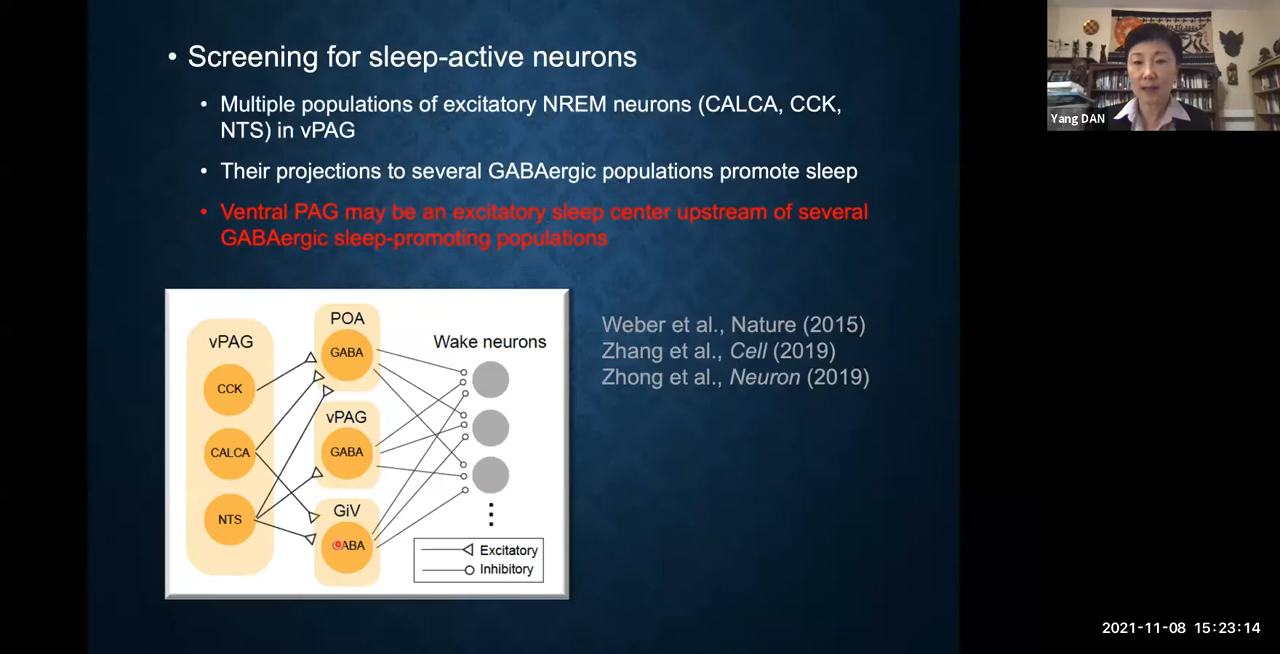 • Screening for sleep-active neurons
• Multiple populations of excitatory NREM neurons (CALCA, CCK,
NTS) in vPAG
• Their projections to several GABAergic populations promote sleep
• Ventral PAG may be an excitatory sleep center upstream of several
GABAergic sleep-promoting populations
Yang DAN
vPAG
CCK
CALCA
NTS
POA
GABA
vPAG
GABA
GiV
GABA
Wake neurons
Excitatory
Inhibitory
Weber et al., Nature (2015)
Zhang et al., Cell (2019)
Zhong et al., Neuron (2019)
2021-11-08 15:23:14